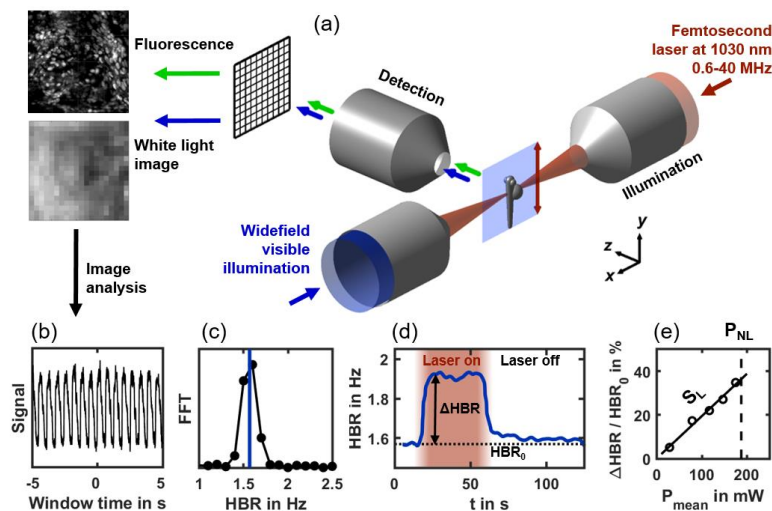 (a)
Fluorescence
White light
image
Detection
Femtosecond
laser at 1030 nm
0.6-40 MHz
Illumination
Widefield
visible
illumination
y
z
x
Image
analysis
(b)
Signal
-5 0 5
Window time in s
(c)
FFT
1 1.5 2 2.5
HBR in Hz
(d)
HBR in Hz
2
1.8
1.6
Laser on Laser off
ΔHBR
HBR₀
0 50 100
t in s
(e)
P_NL
ΔHBR / HBR₀ in %
40
20
0
S_L
0 100 200
P_mean in mW